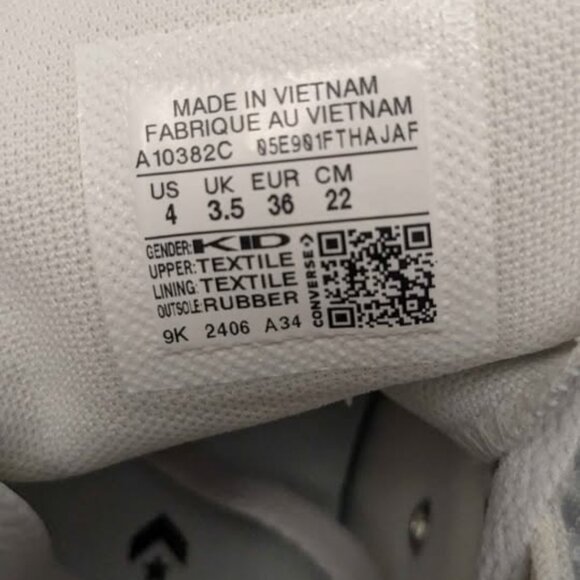 MADE IN VIETNAM
FABRIQUE AU VIETNAM
A10382C 05E901FTHAJAF
US UK EUR CM
4 3.5 36 22
GENDER: KID
UPPER: TEXTILE
LINING: TEXTILE
OUTSOLE: RUBBER
CONVERSE
9K 2406 A34